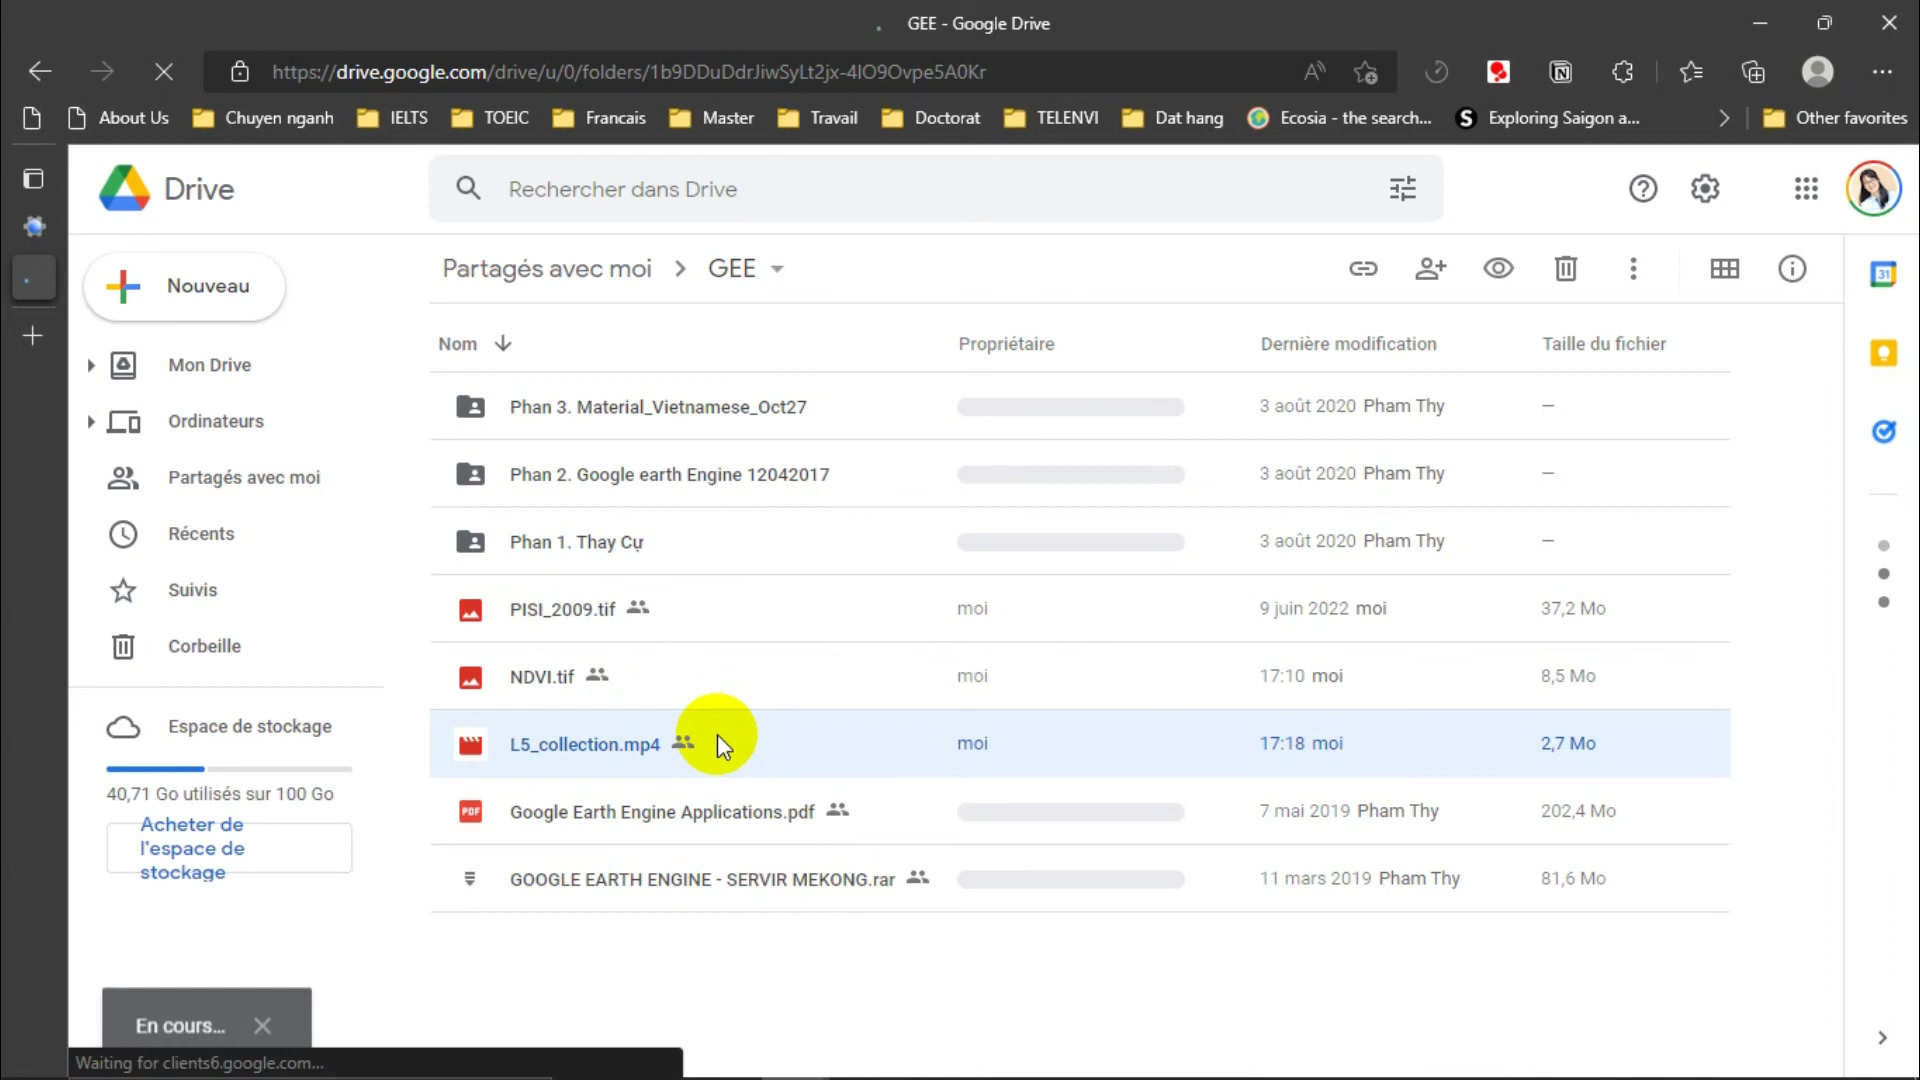 GEE - Google Drive
https://drive.google.com/drive/u/0/folders/1b9DDuDdrJiwSyLt2jx-4lO9Ovpe5A0Kr
About Us Chuyen nganh IELTS TOEIC Francais Master Travail Doctorat TELENVI Dat hang Ecosia - the search... Exploring Saigon a... Other favorites
Drive
Rechercher dans Drive
Nouveau
Mon Drive
Ordinateurs
Partagés avec moi
Récents
Suivis
Corbeille
Espace de stockage
40,71 Go utilisés sur 100 Go
Acheter de
l'espace de
stockage
Partagés avec moi > GEE
Nom Propriétaire Dernière modification Taille du fichier
Phan 3. Material_Vietnamese_Oct27 3 août 2020 Pham Thy –
Phan 2. Google earth Engine 12042017 3 août 2020 Pham Thy –
Phan 1. Thay Cự 3 août 2020 Pham Thy –
PISI_2009.tif moi 9 juin 2022 moi 37,2 Mo
NDVI.tif moi 17:10 moi 8,5 Mo
L5_collection.mp4 moi 17:18 moi 2,7 Mo
PDF Google Earth Engine Applications.pdf 7 mai 2019 Pham Thy 202,4 Mo
GOOGLE EARTH ENGINE - SERVIR MEKONG.rar 11 mars 2019 Pham Thy 81,6 Mo
31
En cours...
Waiting for clients6.google.com...